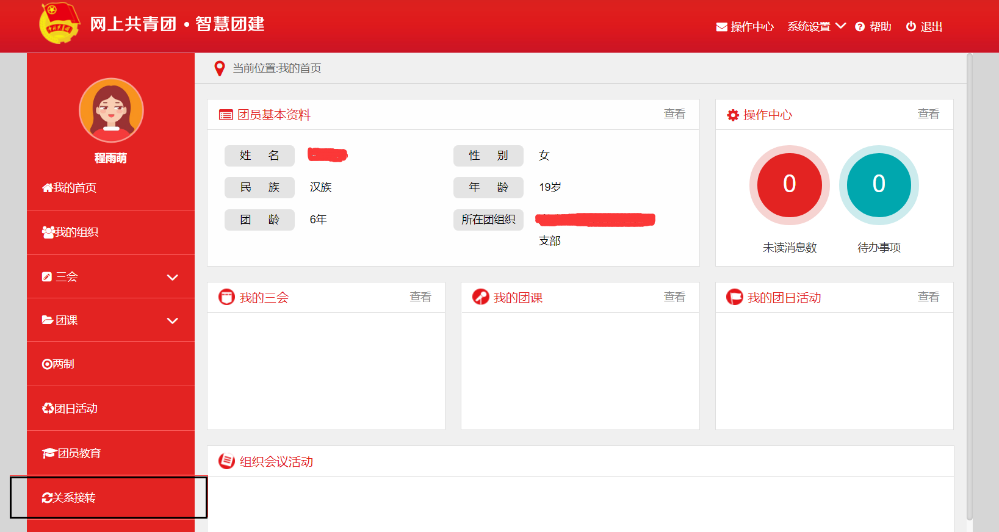 网上共青团·智慧团建
操作中心 系统设置 帮助 退出
程雨萌
我的首页
我的组织
三会
团课
两制
团日活动
团员教育
关系接转
当前位置:我的首页
团员基本资料 查看
姓 名
性 别 女
民 族 汉族
年 龄 19岁
团 龄 6年
所在团组织
支部
操作中心 查看
0 0
未读消息数 待办事项
我的三会 查看
我的团课 查看
我的团日活动 查看
组织会议活动